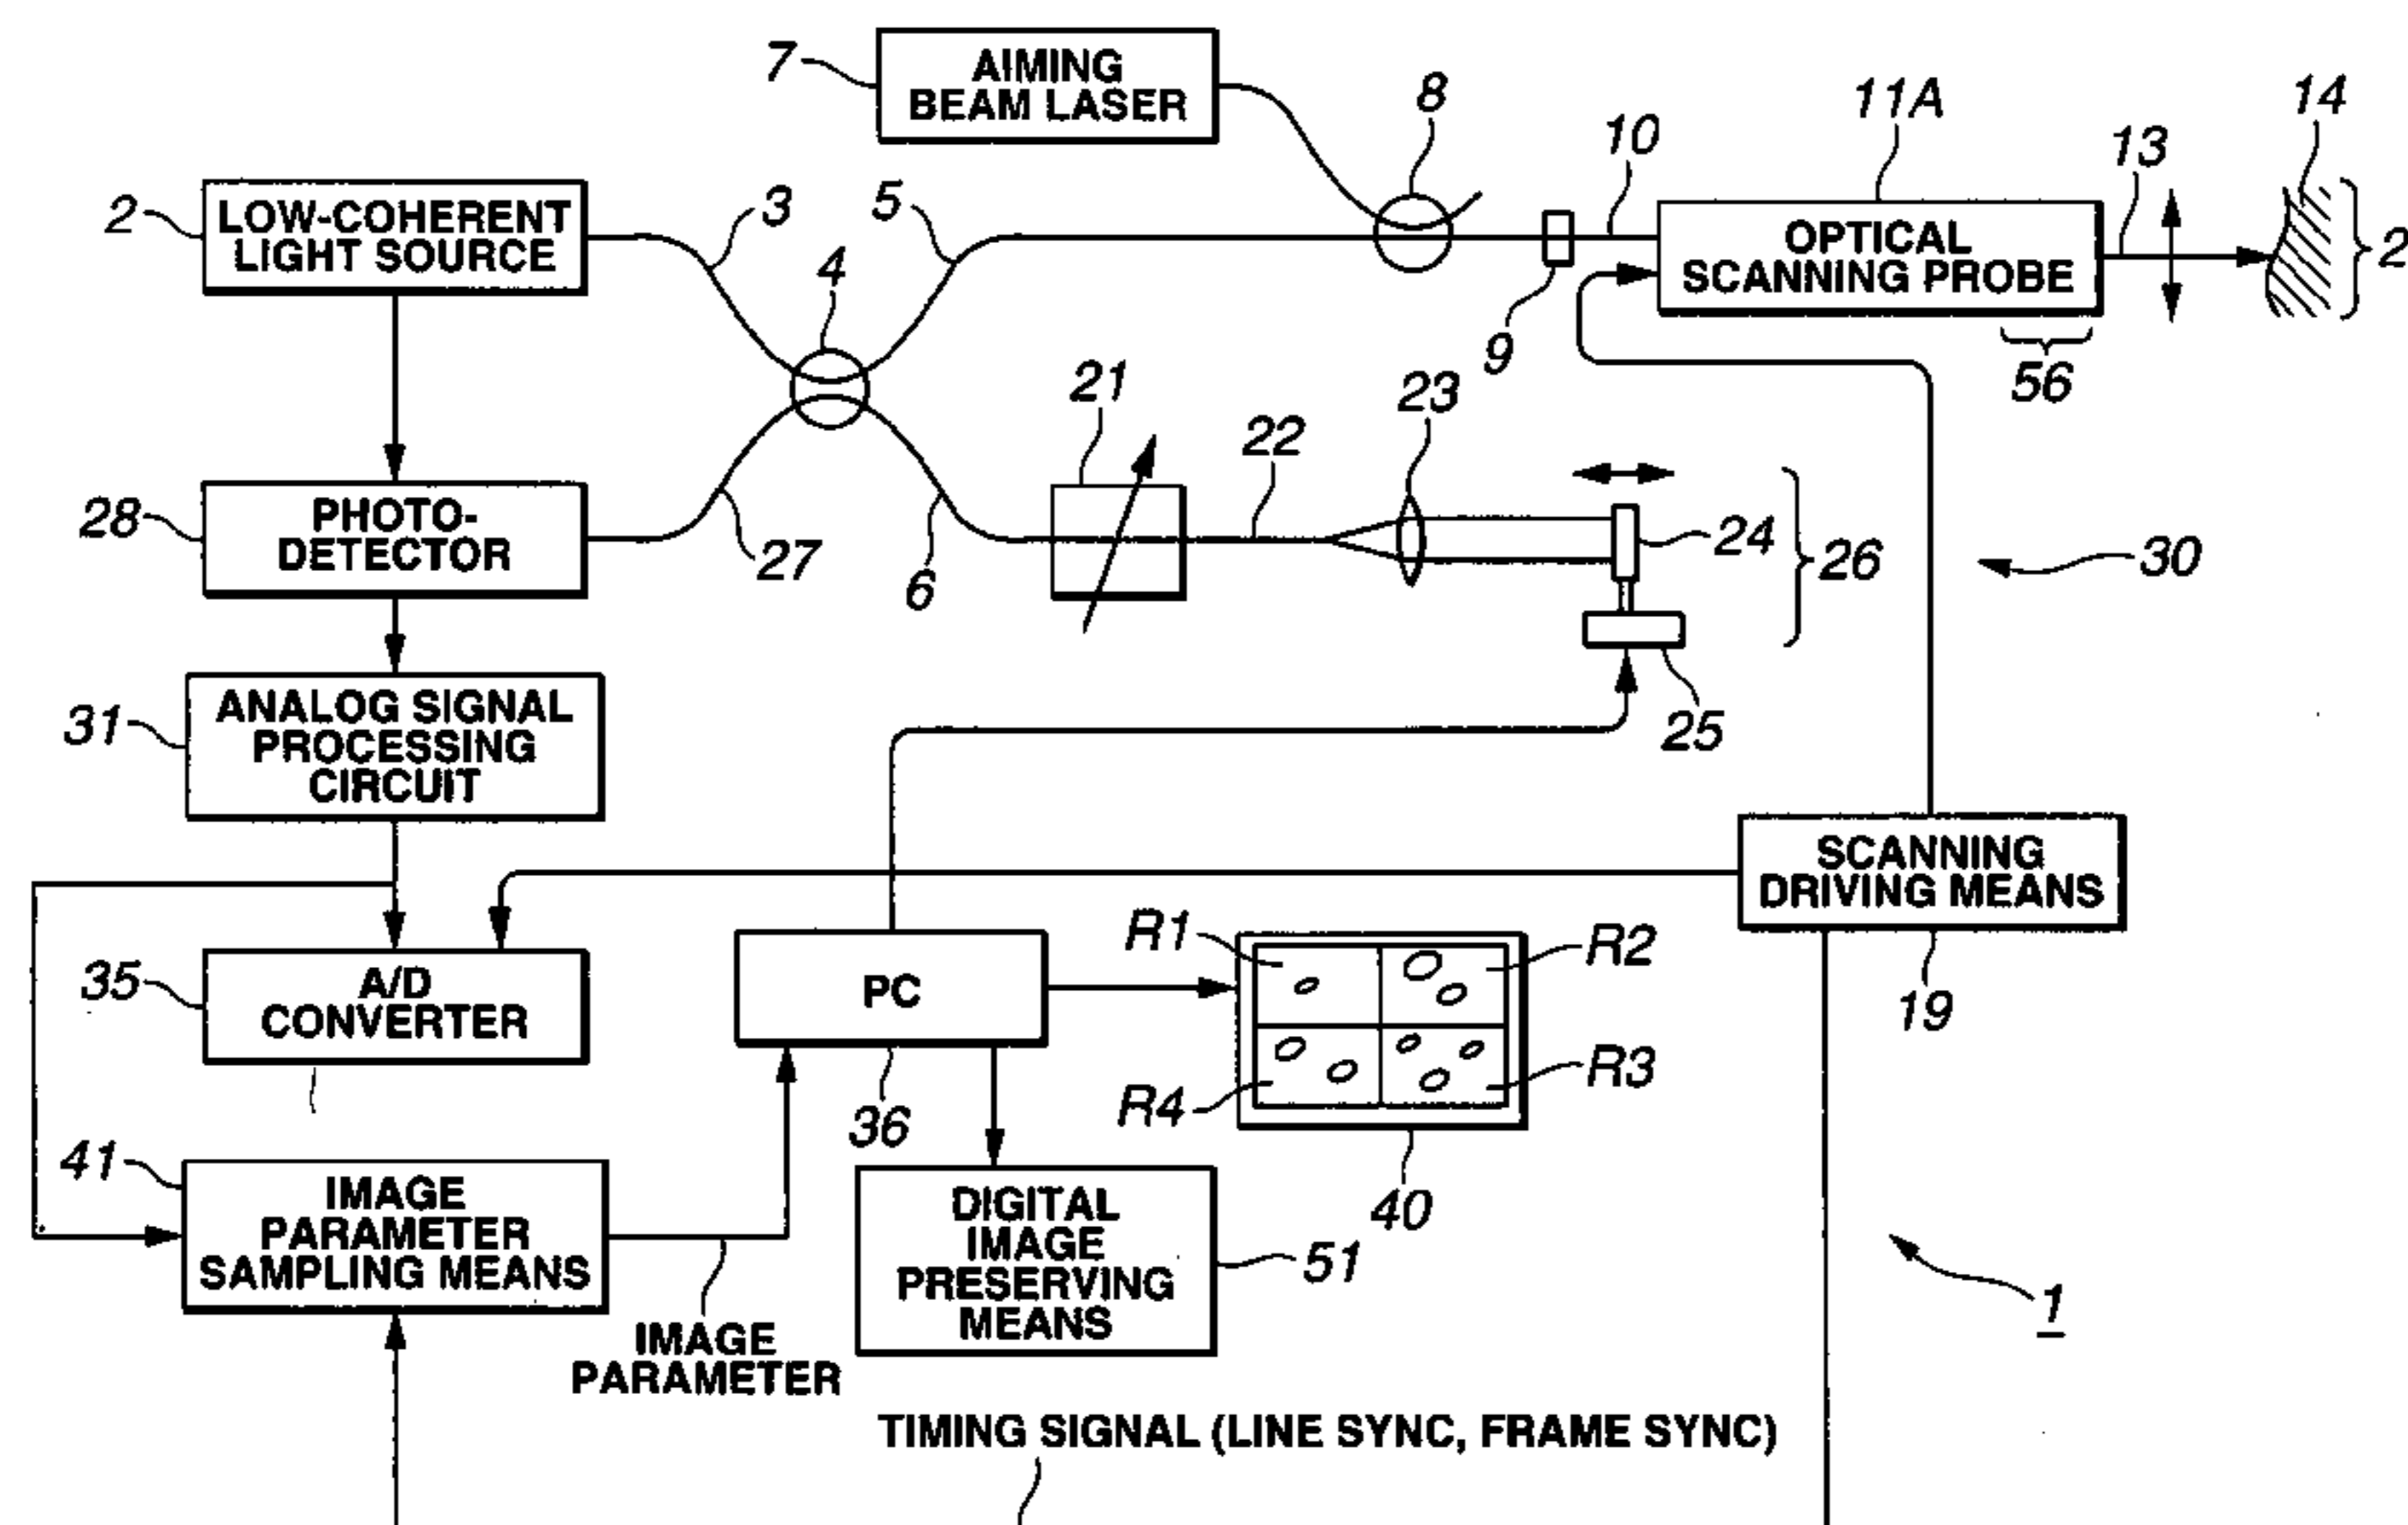 7
AIMING
BEAM LASER
8
10
11A
13
14
2
LOW-COHERENT
LIGHT SOURCE
3
5
4
9
OPTICAL
SCANNING PROBE
2
56
21
22
23
28
PHOTO-
DETECTOR
27
6
24
26
30
25
31
ANALOG SIGNAL
PROCESSING
CIRCUIT
SCANNING
DRIVING MEANS
19
35
A/D
CONVERTER
PC
36
R1
R2
R4
R3
40
41
IMAGE
PARAMETER
SAMPLING MEANS
IMAGE
PARAMETER
DIGITAL
IMAGE
PRESERVING
MEANS
51
1
TIMING SIGNAL (LINE SYNC, FRAME SYNC)